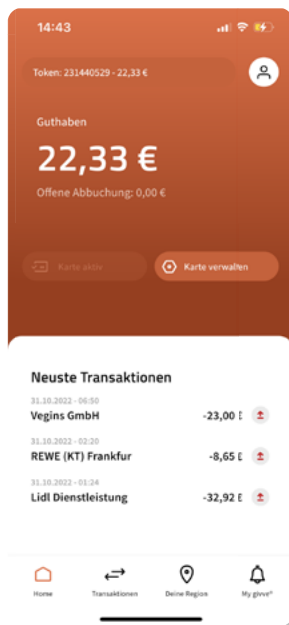 14:43
Token: 231440529 - 22,33 €
Guthaben
22,33 €
Offene Abbuchung: 0,00 €
Karte aktiv
Karte verwalten
Neuste Transaktionen
31.10.2022 - 06:50
Vegins GmbH -23,00 €
31.10.2022 - 02:20
REWE (KT) Frankfur -8,65 €
31.10.2022 - 01:24
Lidl Dienstleistung -32,92 €
Home Transaktionen Deine Region My givve®